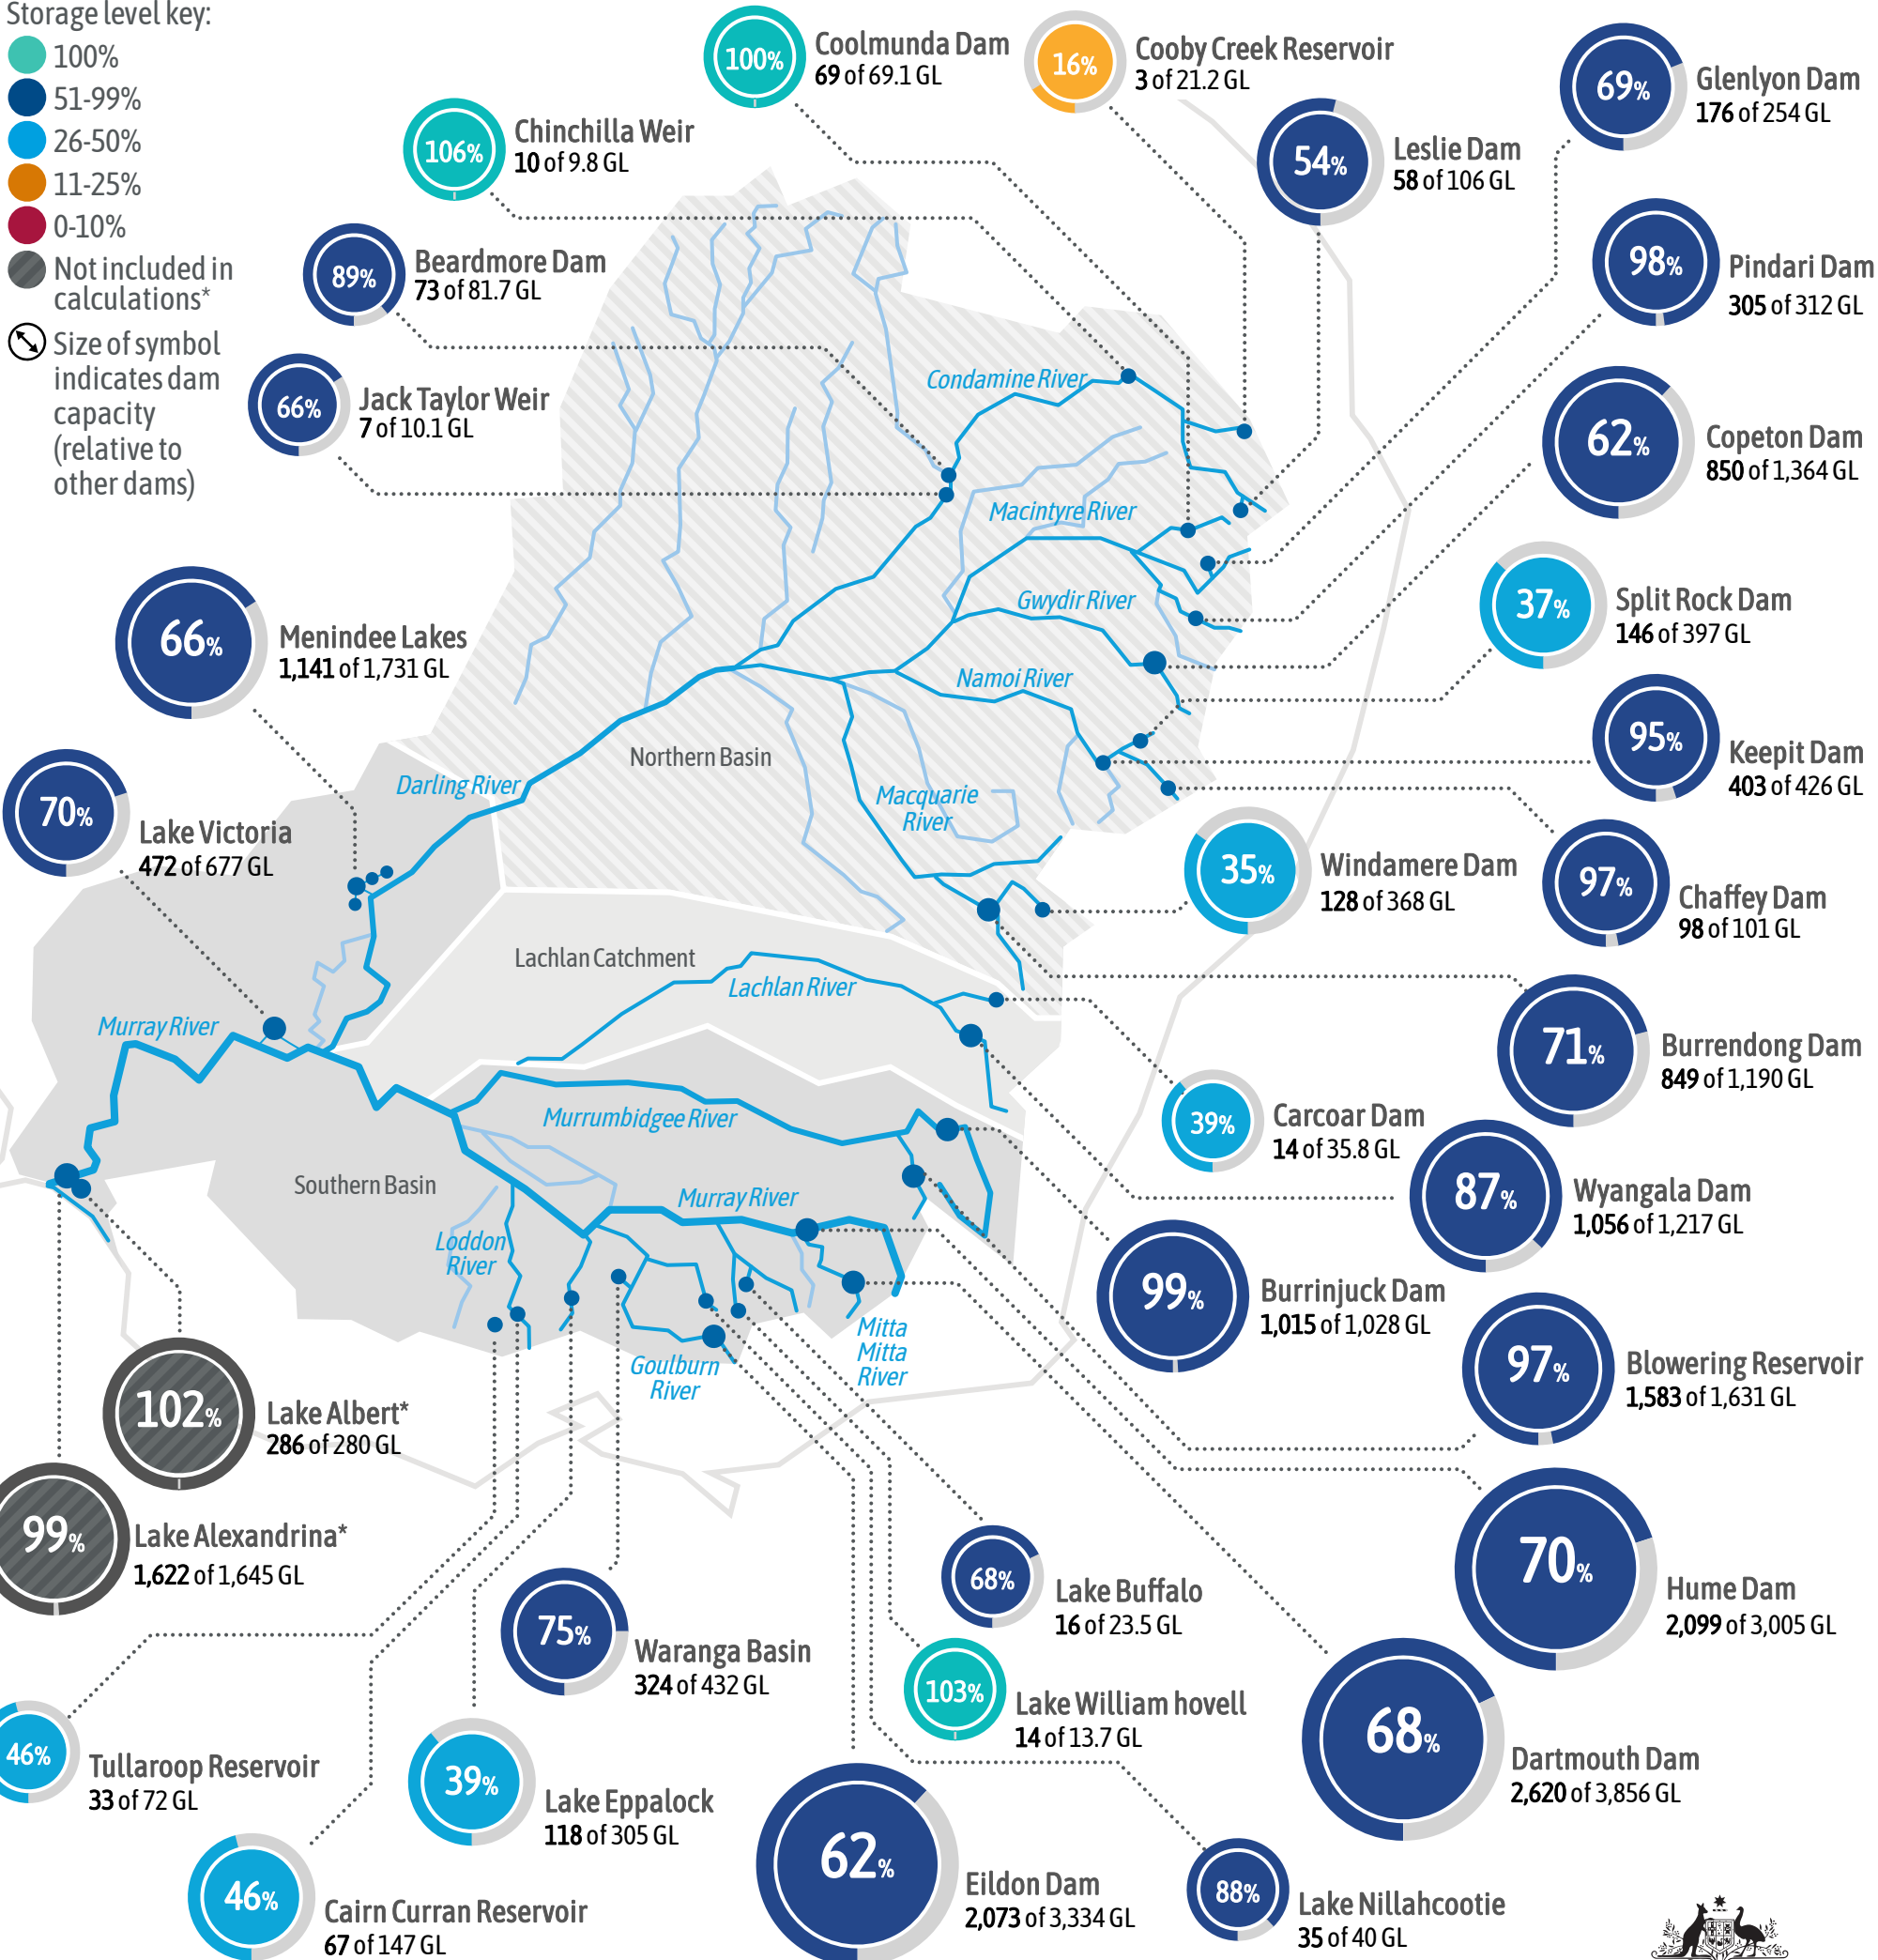 Storage level key:
100%
51-99%
26-50%
11-25%
0-10%
Not included in
calculations*
Size of symbol
indicates dam
capacity
(relative to
other dams)
100%
Coolmunda Dam
69 of 69.1 GL
16%
Cooby Creek Reservoir
3 of 21.2 GL
69%
Glenlyon Dam
176 of 254 GL
106%
Chinchilla Weir
10 of 9.8 GL
54%
Leslie Dam
58 of 106 GL
89%
Beardmore Dam
73 of 81.7 GL
98%
Pindari Dam
305 of 312 GL
66%
Jack Taylor Weir
7 of 10.1 GL
62%
Copeton Dam
850 of 1,364 GL
Condamine River
Macintyre River
Gwydir River
Namoi River
Northern Basin
Macquarie
River
Darling River
66%
Menindee Lakes
1,141 of 1,731 GL
37%
Split Rock Dam
146 of 397 GL
95%
Keepit Dam
403 of 426 GL
70%
Lake Victoria
472 of 677 GL
35%
Windamere Dam
128 of 368 GL
97%
Chaffey Dam
98 of 101 GL
Lachlan Catchment
Lachlan River
Murray River
71%
Burrendong Dam
849 of 1,190 GL
Murrumbidgee River
39%
Carcoar Dam
14 of 35.8 GL
87%
Wyangala Dam
1,056 of 1,217 GL
Southern Basin
Murray River
Loddon
River
99%
Burrinjuck Dam
1,015 of 1,028 GL
Mitta
Mitta
River
Goulburn
River
97%
Blowering Reservoir
1,583 of 1,631 GL
102%
Lake Albert*
286 of 280 GL
99%
Lake Alexandrina*
1,622 of 1,645 GL
70%
Hume Dam
2,099 of 3,005 GL
68%
Lake Buffalo
16 of 23.5 GL
75%
Waranga Basin
324 of 432 GL
103%
Lake William hovell
14 of 13.7 GL
68%
Dartmouth Dam
2,620 of 3,856 GL
46%
Tullaroop Reservoir
33 of 72 GL
39%
Lake Eppalock
118 of 305 GL
62%
Eildon Dam
2,073 of 3,334 GL
88%
Lake Nillahcootie
35 of 40 GL
46%
Cairn Curran Reservoir
67 of 147 GL